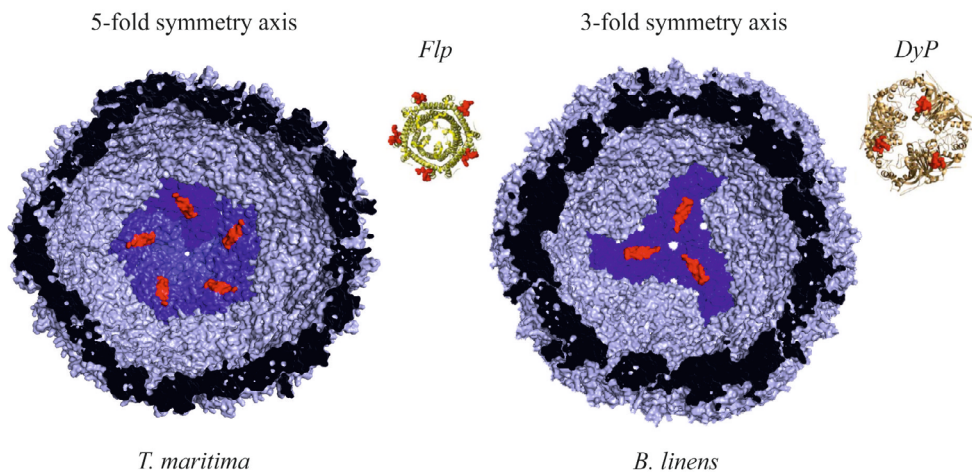 5-fold symmetry axis
3-fold symmetry axis
Flp
DyP
T. maritima
B. linens